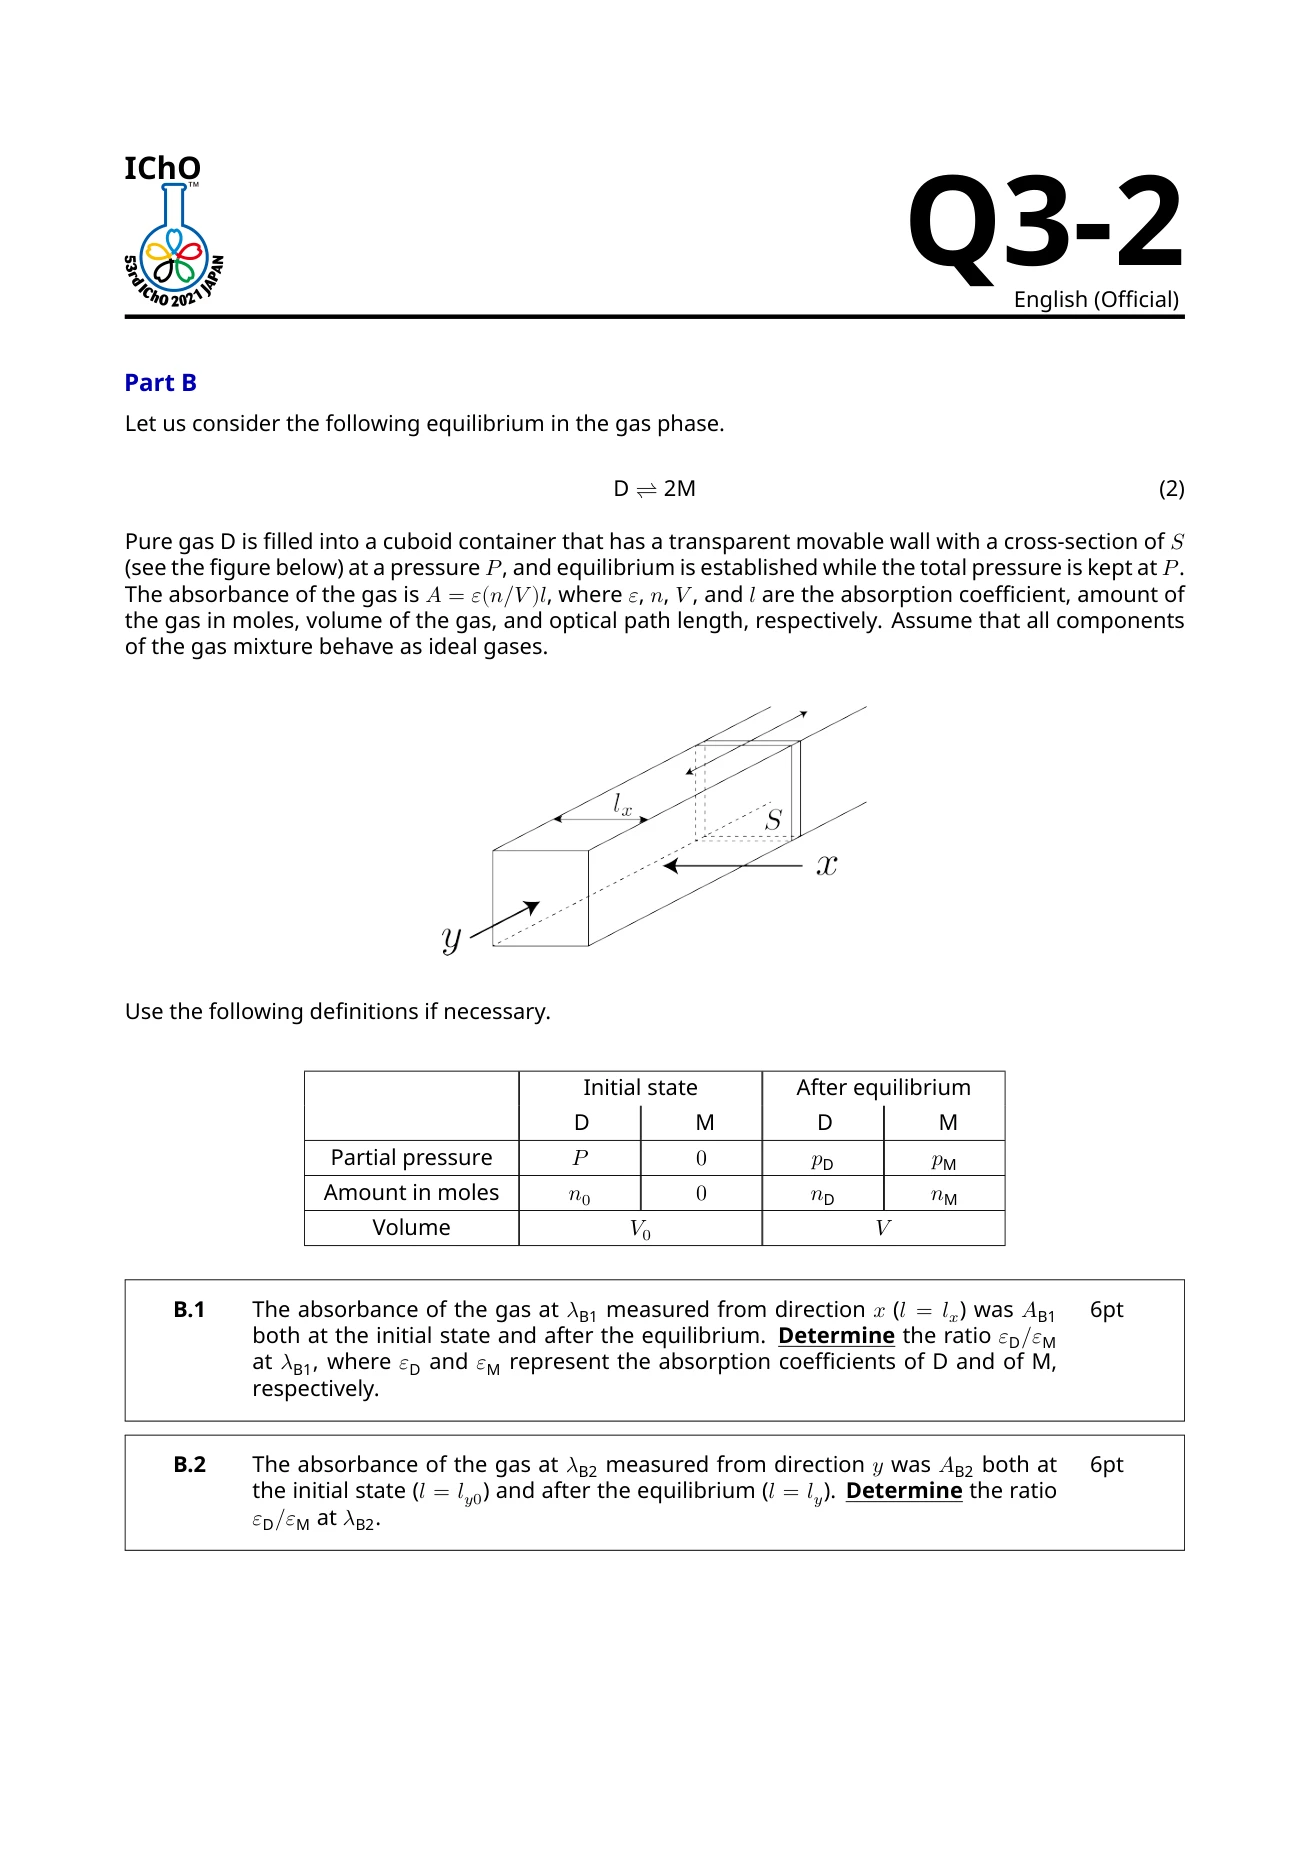 IChO
TM
53rd IChO 2021 JAPAN
Q3-2
English (Official)
Part B
Let us consider the following equilibrium in the gas phase.
D ⇌ 2M (2)
Pure gas D is filled into a cuboid container that has a transparent movable wall with a cross-section of S
(see the figure below) at a pressure P, and equilibrium is established while the total pressure is kept at P.
The absorbance of the gas is A = ε(n/V)l, where ε, n, V, and l are the absorption coefficient, amount of
the gas in moles, volume of the gas, and optical path length, respectively. Assume that all components
of the gas mixture behave as ideal gases.
l_x
S
x
y
Use the following definitions if necessary.
Initial state After equilibrium
D M D M
Partial pressure P 0 p_D p_M
Amount in moles n_0 0 n_D n_M
Volume V_0 V
B.1 The absorbance of the gas at λ_B1 measured from direction x (l = l_x) was A_B1 6pt
both at the initial state and after the equilibrium. Determine the ratio ε_D/ε_M
at λ_B1, where ε_D and ε_M represent the absorption coefficients of D and of M,
respectively.
B.2 The absorbance of the gas at λ_B2 measured from direction y was A_B2 both at 6pt
the initial state (l = l_y0) and after the equilibrium (l = l_y). Determine the ratio
ε_D/ε_M at λ_B2.